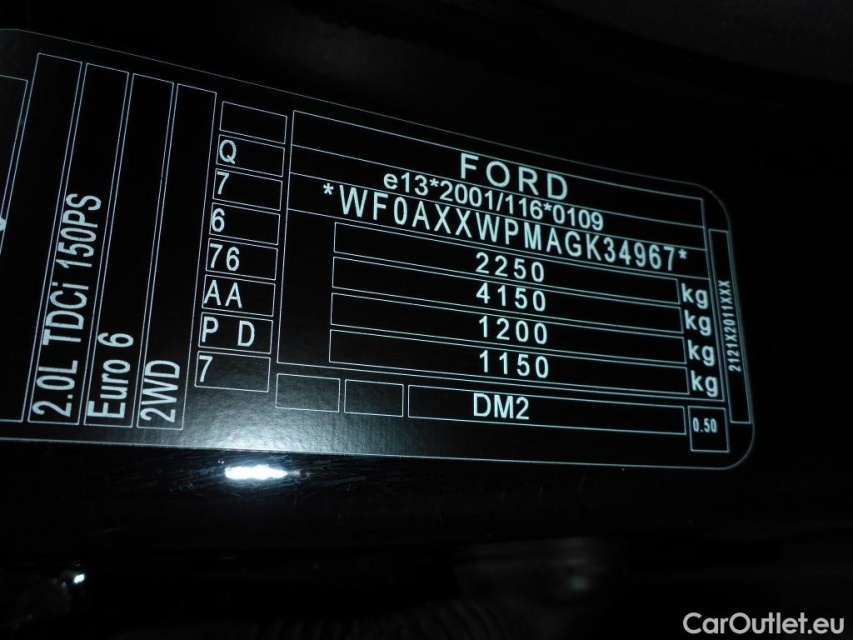 2.0L TDCi 150PS
Euro 6
2WD
Q
7
6
76
AA
P D
7
FORD
e13*2001/116*0109
*WF0AXXWPMAGK34967*
2250 kg
4150 kg
1200 kg
1150 kg
DM2
0.50
2121X2011XXX
CarOutlet.eu